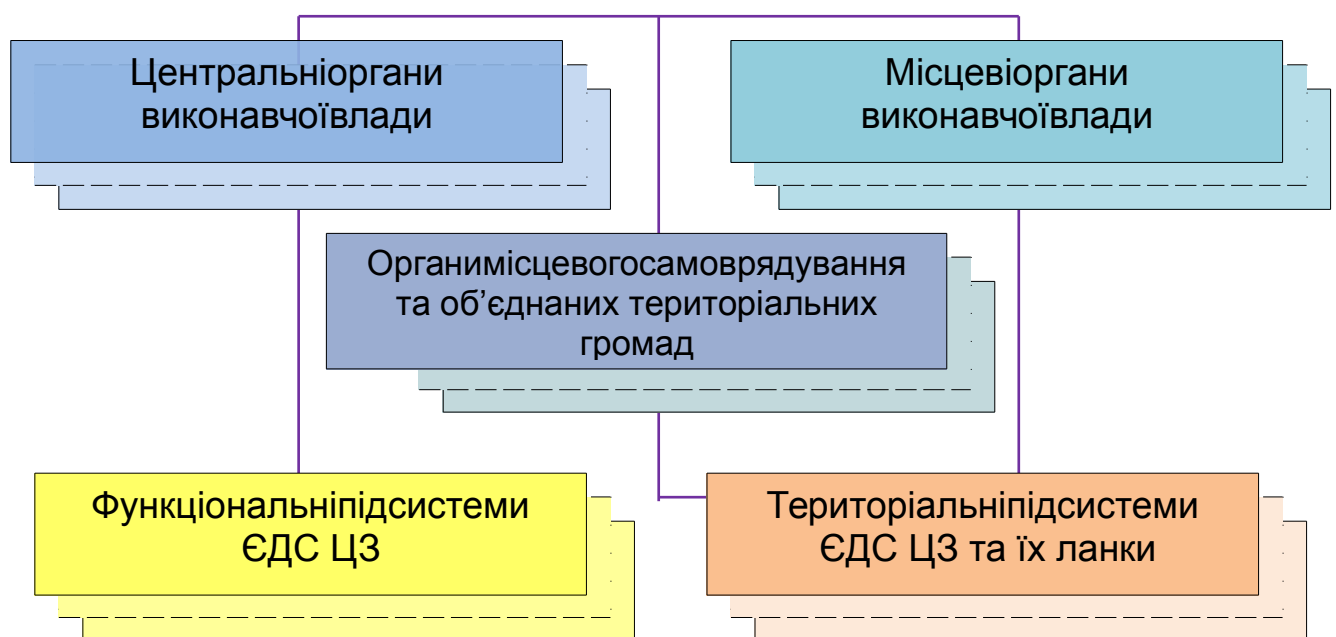 Центральніоргани
виконавчоївлади
Місцевіоргани
виконавчоївлади
Органимісцевогосамоврядування
та об’єднаних територіальних
громад
Функціональніпідсистеми
ЄДС ЦЗ
Територіальніпідсистеми
ЄДС ЦЗ та їх ланки